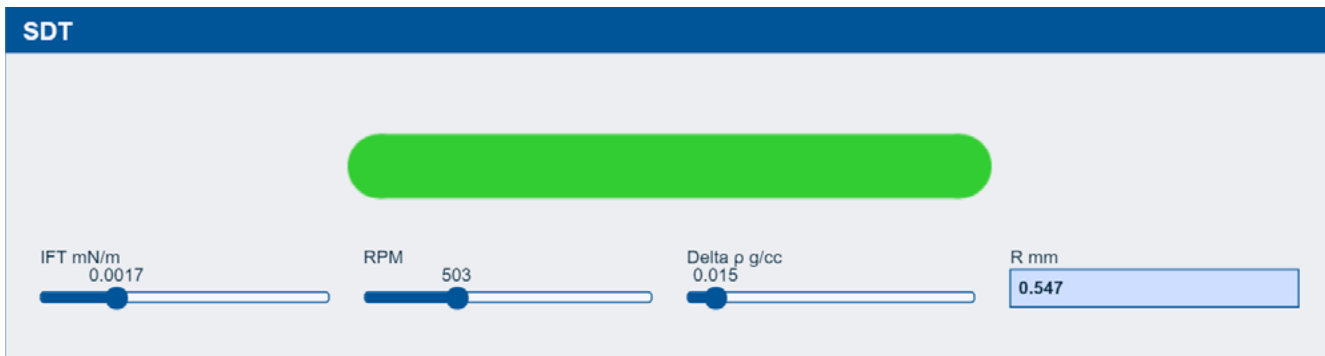 SDT
IFT mN/m
0.0017
RPM
503
Delta ρ g/cc
0.015
R mm
0.547